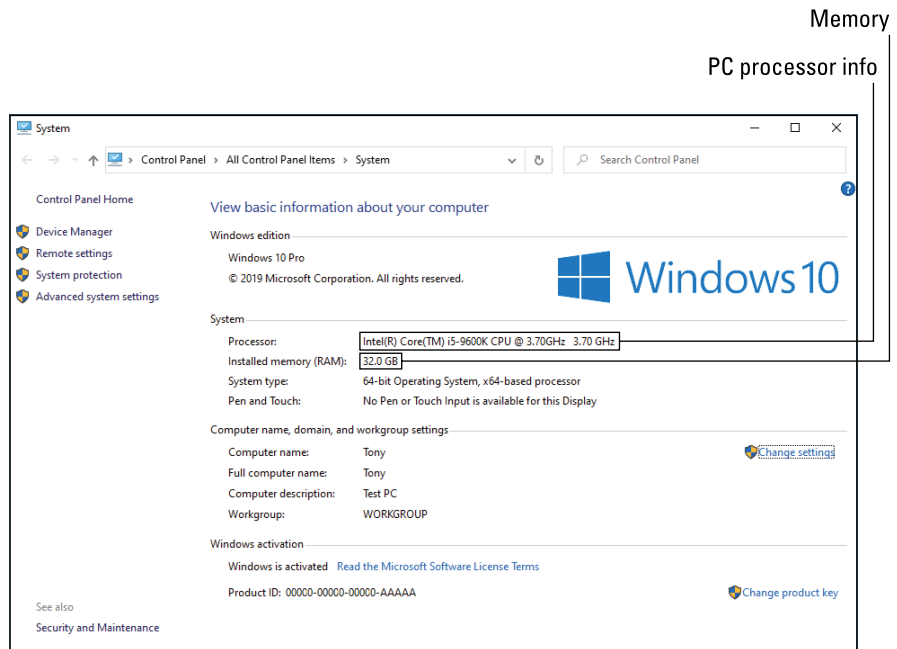 Memory
PC processor info
System
Control Panel › All Control Panel Items › System
Search Control Panel
Control Panel Home
Device Manager
Remote settings
System protection
Advanced system settings
See also
Security and Maintenance
?
View basic information about your computer
Windows edition
Windows 10 Pro
© 2019 Microsoft Corporation. All rights reserved.
Windows 10
System
Processor: Intel(R) Core(TM) i5-9600K CPU @ 3.70GHz 3.70 GHz
Installed memory (RAM): 32.0 GB
System type: 64-bit Operating System, x64-based processor
Pen and Touch: No Pen or Touch Input is available for this Display
Computer name, domain, and workgroup settings
Computer name: Tony
Change settings
Full computer name: Tony
Computer description: Test PC
Workgroup: WORKGROUP
Windows activation
Windows is activated Read the Microsoft Software License Terms
Product ID: 00000-00000-00000-AAAAA
Change product key